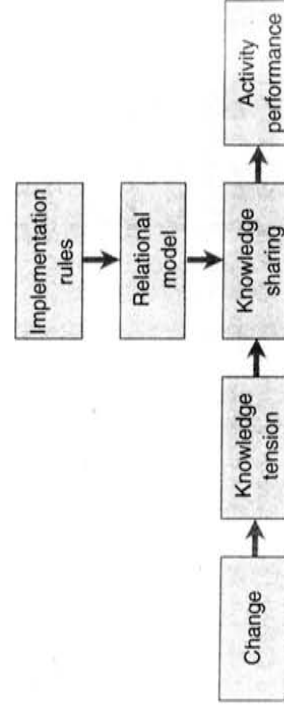 Implementation
rules
Relational
model
Change
Knowledge
tension
Knowledge
sharing
Activity
performance